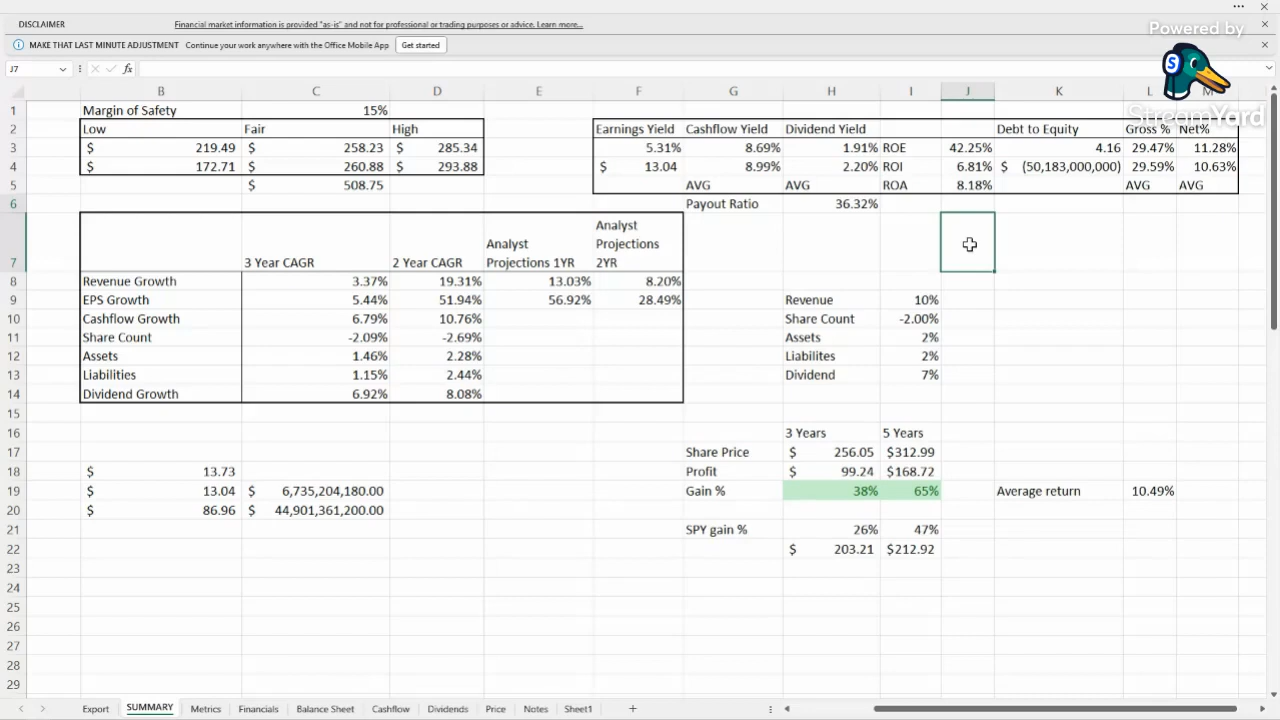 DISCLAIMER Financial market information is provided "as-is" and not for professional or trading purposes or advice. Learn more...
Powered by
MAKE THAT LAST MINUTE ADJUSTMENT Continue your work anywhere with the Office Mobile App Get started
StreamYard
J7 fx
B C D E F G H I J K L M
1 Margin of Safety 15%
2 Low Fair High Earnings Yield Cashflow Yield Dividend Yield Debt to Equity Gross % Net%
3 $ 219.49 $ 258.23 $ 285.34 5.31% 8.69% 1.91% ROE 42.25% 4.16 29.47% 11.28%
4 $ 172.71 $ 260.88 $ 293.88 $ 13.04 8.99% 2.20% ROI 6.81% $ (50,183,000,000) 29.59% 10.63%
5 $ 508.75 AVG AVG ROA 8.18% AVG AVG
6 Payout Ratio 36.32%
7 3 Year CAGR 2 Year CAGR Analyst Projections 1YR Analyst Projections 2YR
8 Revenue Growth 3.37% 19.31% 13.03% 8.20%
9 EPS Growth 5.44% 51.94% 56.92% 28.49% Revenue 10%
10 Cashflow Growth 6.79% 10.76% Share Count -2.00%
11 Share Count -2.09% -2.69% Assets 2%
12 Assets 1.46% 2.28% Liabilites 2%
13 Liabilities 1.15% 2.44% Dividend 7%
14 Dividend Growth 6.92% 8.08%
15
16 3 Years 5 Years
17 Share Price $ 256.05 $312.99
18 $ 13.73 Profit $ 99.24 $168.72
19 $ 13.04 $ 6,735,204,180.00 Gain % 38% 65% Average return 10.49%
20 $ 86.96 $ 44,901,361,200.00
21 SPY gain % 26% 47%
22 $ 203.21 $212.92
23
24
25
26
27
28
29
Export SUMMARY Metrics Financials Balance Sheet Cashflow Dividends Price Notes Sheet1